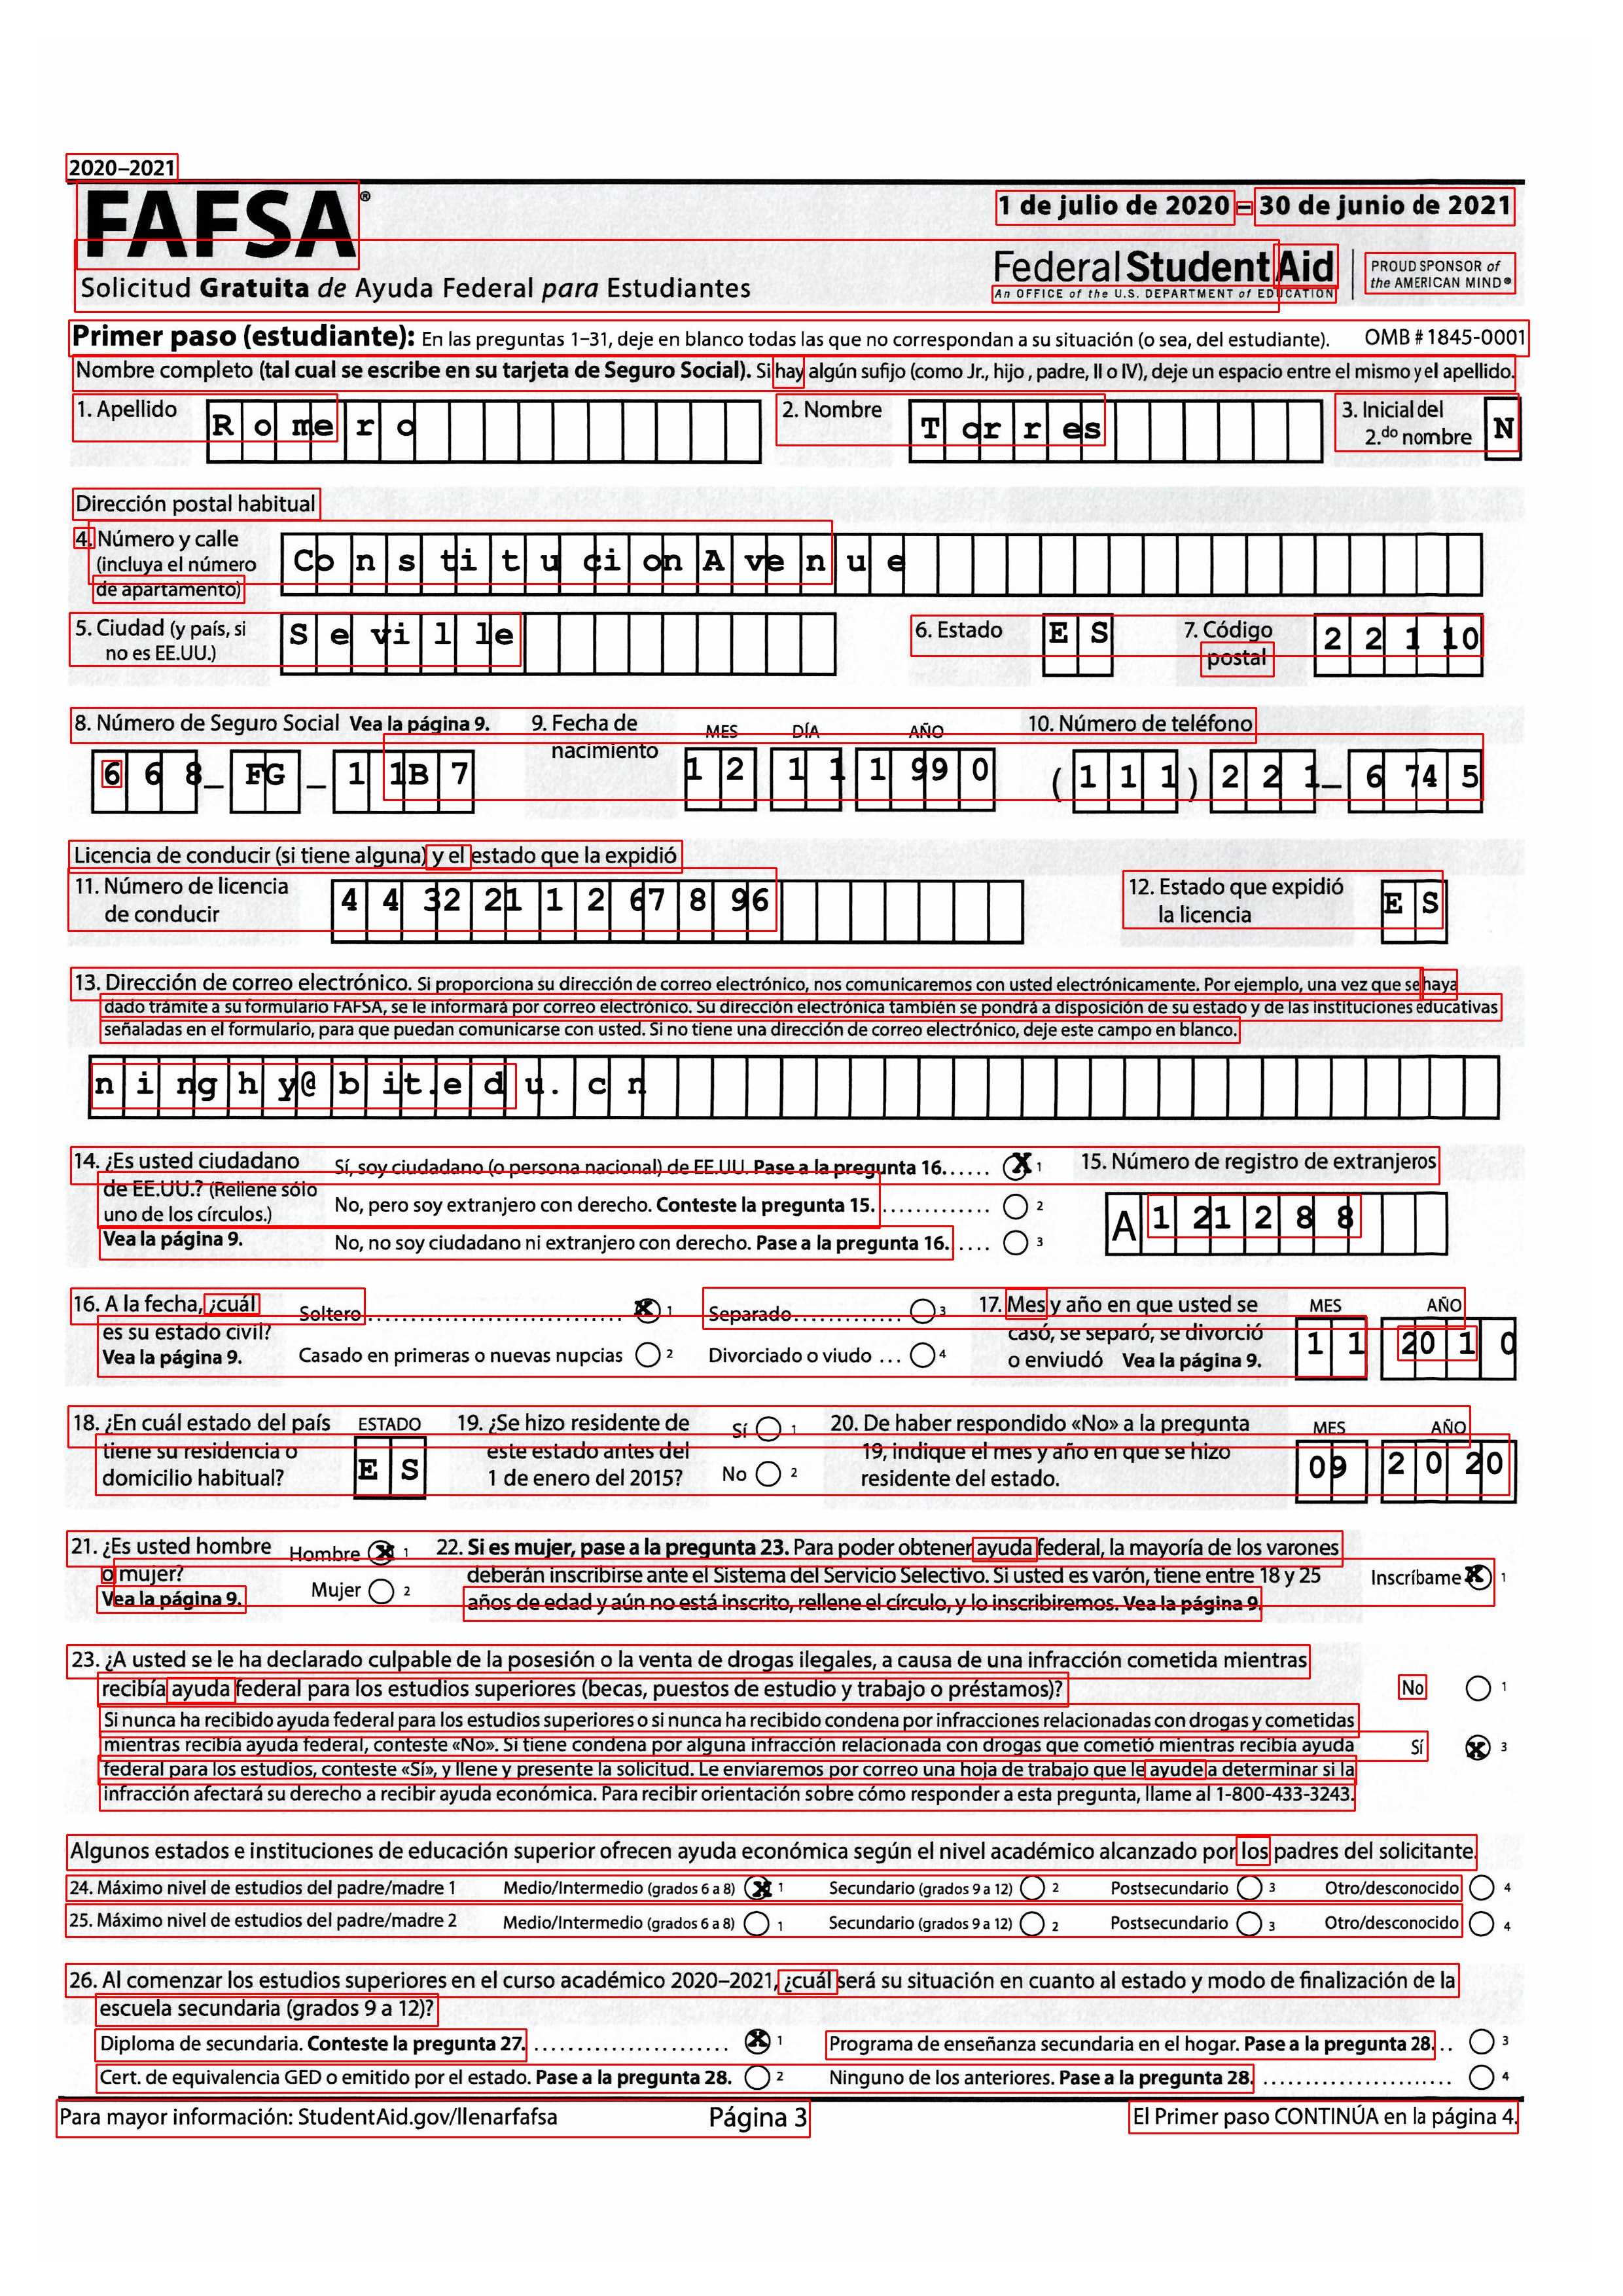 2020–2021
FAFSA®
1 de julio de 2020 – 30 de junio de 2021
Solicitud Gratuita de Ayuda Federal para Estudiantes
Federal Student Aid
An OFFICE of the U.S. DEPARTMENT of EDUCATION
PROUD SPONSOR of
the AMERICAN MIND®
Primer paso (estudiante): En las preguntas 1–31, deje en blanco todas las que no correspondan a su situación (o sea, del estudiante). OMB # 1845-0001
Nombre completo (tal cual se escribe en su tarjeta de Seguro Social). Si hay algún sufijo (como Jr., hijo , padre, II o IV), deje un espacio entre el mismo y el apellido.
1. Apellido Romero 2. Nombre Torres 3. Inicial del
2.do nombre N
Dirección postal habitual
4. Número y calle
(incluya el número
de apartamento) Constitucion Avenue
5. Ciudad (y país, si
no es EE.UU.) Seville 6. Estado ES 7. Código
postal 22110
8. Número de Seguro Social Vea la página 9. 9. Fecha de
nacimiento MES DÍA AÑO 10. Número de teléfono
668–FG–11B7 12 11 1990 (111)221–6745
Licencia de conducir (si tiene alguna) y el estado que la expidió
11. Número de licencia
de conducir 4432211267896 12. Estado que expidió
la licencia ES
13. Dirección de correo electrónico. Si proporciona su dirección de correo electrónico, nos comunicaremos con usted electrónicamente. Por ejemplo, una vez que se haya
dado trámite a su formulario FAFSA, se le informará por correo electrónico. Su dirección electrónica también se pondrá a disposición de su estado y de las instituciones educativas
señaladas en el formulario, para que puedan comunicarse con usted. Si no tiene una dirección de correo electrónico, deje este campo en blanco.
ninghy@bit.edu.cn
14. ¿Es usted ciudadano
de EE.UU.? (Rellene sólo
uno de los círculos.)
Vea la página 9.
Sí, soy ciudadano (o persona nacional) de EE.UU. Pase a la pregunta 16. ..... X 1
No, pero soy extranjero con derecho. Conteste la pregunta 15. ............. 2
No, no soy ciudadano ni extranjero con derecho. Pase a la pregunta 16. .... 3
15. Número de registro de extranjeros
A 121288
16. A la fecha, ¿cuál
es su estado civil?
Vea la página 9.
Soltero .............................. X 1
Casado en primeras o nuevas nupcias 2
Separado ............ 3
Divorciado o viudo ... 4
17. Mes y año en que usted se
casó, se separó, se divorció
o enviudó Vea la página 9.
MES AÑO
11 2010
18. ¿En cuál estado del país
tiene su residencia o
domicilio habitual?
ESTADO
ES
19. ¿Se hizo residente de
este estado antes del
1 de enero del 2015?
Sí 1
No 2
20. De haber respondido «No» a la pregunta
19, indique el mes y año en que se hizo
residente del estado.
MES AÑO
09 2020
21. ¿Es usted hombre
o mujer?
Vea la página 9.
Hombre X 1
Mujer 2
22. Si es mujer, pase a la pregunta 23. Para poder obtener ayuda federal, la mayoría de los varones
deberán inscribirse ante el Sistema del Servicio Selectivo. Si usted es varón, tiene entre 18 y 25
años de edad y aún no está inscrito, rellene el círculo, y lo inscribiremos. Vea la página 9.
Inscríbame X 1
23. ¿A usted se le ha declarado culpable de la posesión o la venta de drogas ilegales, a causa de una infracción cometida mientras
recibía ayuda federal para los estudios superiores (becas, puestos de estudio y trabajo o préstamos)? No 1
Si nunca ha recibido ayuda federal para los estudios superiores o si nunca ha recibido condena por infracciones relacionadas con drogas y cometidas
mientras recibía ayuda federal, conteste «No». Si tiene condena por alguna infracción relacionada con drogas que cometió mientras recibía ayuda Sí X 3
federal para los estudios, conteste «Sí», y llene y presente la solicitud. Le enviaremos por correo una hoja de trabajo que le ayude a determinar si la
infracción afectará su derecho a recibir ayuda económica. Para recibir orientación sobre cómo responder a esta pregunta, llame al 1-800-433-3243.
Algunos estados e instituciones de educación superior ofrecen ayuda económica según el nivel académico alcanzado por los padres del solicitante.
24. Máximo nivel de estudios del padre/madre 1 Medio/Intermedio (grados 6 a 8) X 1 Secundario (grados 9 a 12) 2 Postsecundario 3 Otro/desconocido 4
25. Máximo nivel de estudios del padre/madre 2 Medio/Intermedio (grados 6 a 8) 1 Secundario (grados 9 a 12) 2 Postsecundario 3 Otro/desconocido 4
26. Al comenzar los estudios superiores en el curso académico 2020–2021, ¿cuál será su situación en cuanto al estado y modo de finalización de la
escuela secundaria (grados 9 a 12)?
Diploma de secundaria. Conteste la pregunta 27. ....................... X 1 Programa de enseñanza secundaria en el hogar. Pase a la pregunta 28. .. 3
Cert. de equivalencia GED o emitido por el estado. Pase a la pregunta 28. 2 Ninguno de los anteriores. Pase a la pregunta 28. ....................... 4
Para mayor información: StudentAid.gov/llenarfafsa Página 3 El Primer paso CONTINÚA en la página 4.